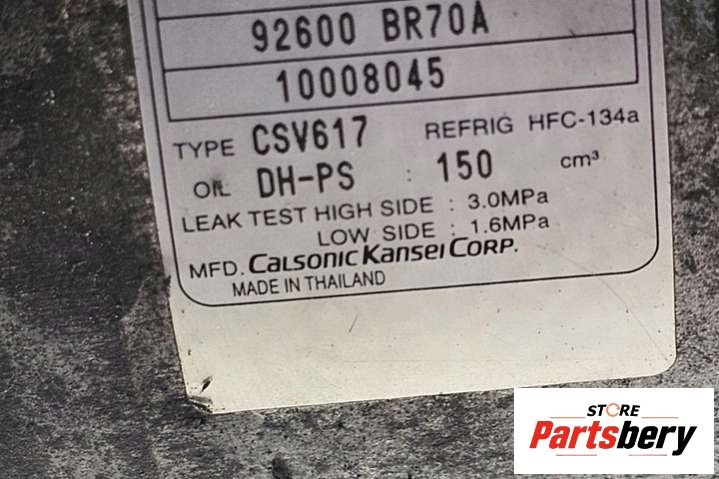 92600 BR70A
10008045
TYPE CSV617 REFRIG HFC-134a
OIL DH-PS : 150 cm³
LEAK TEST HIGH SIDE : 3.0MPa
LOW SIDE : 1.6MPa
MFD. CALSONIC KANSEI CORP.
MADE IN THAILAND
STORE
Partsbery